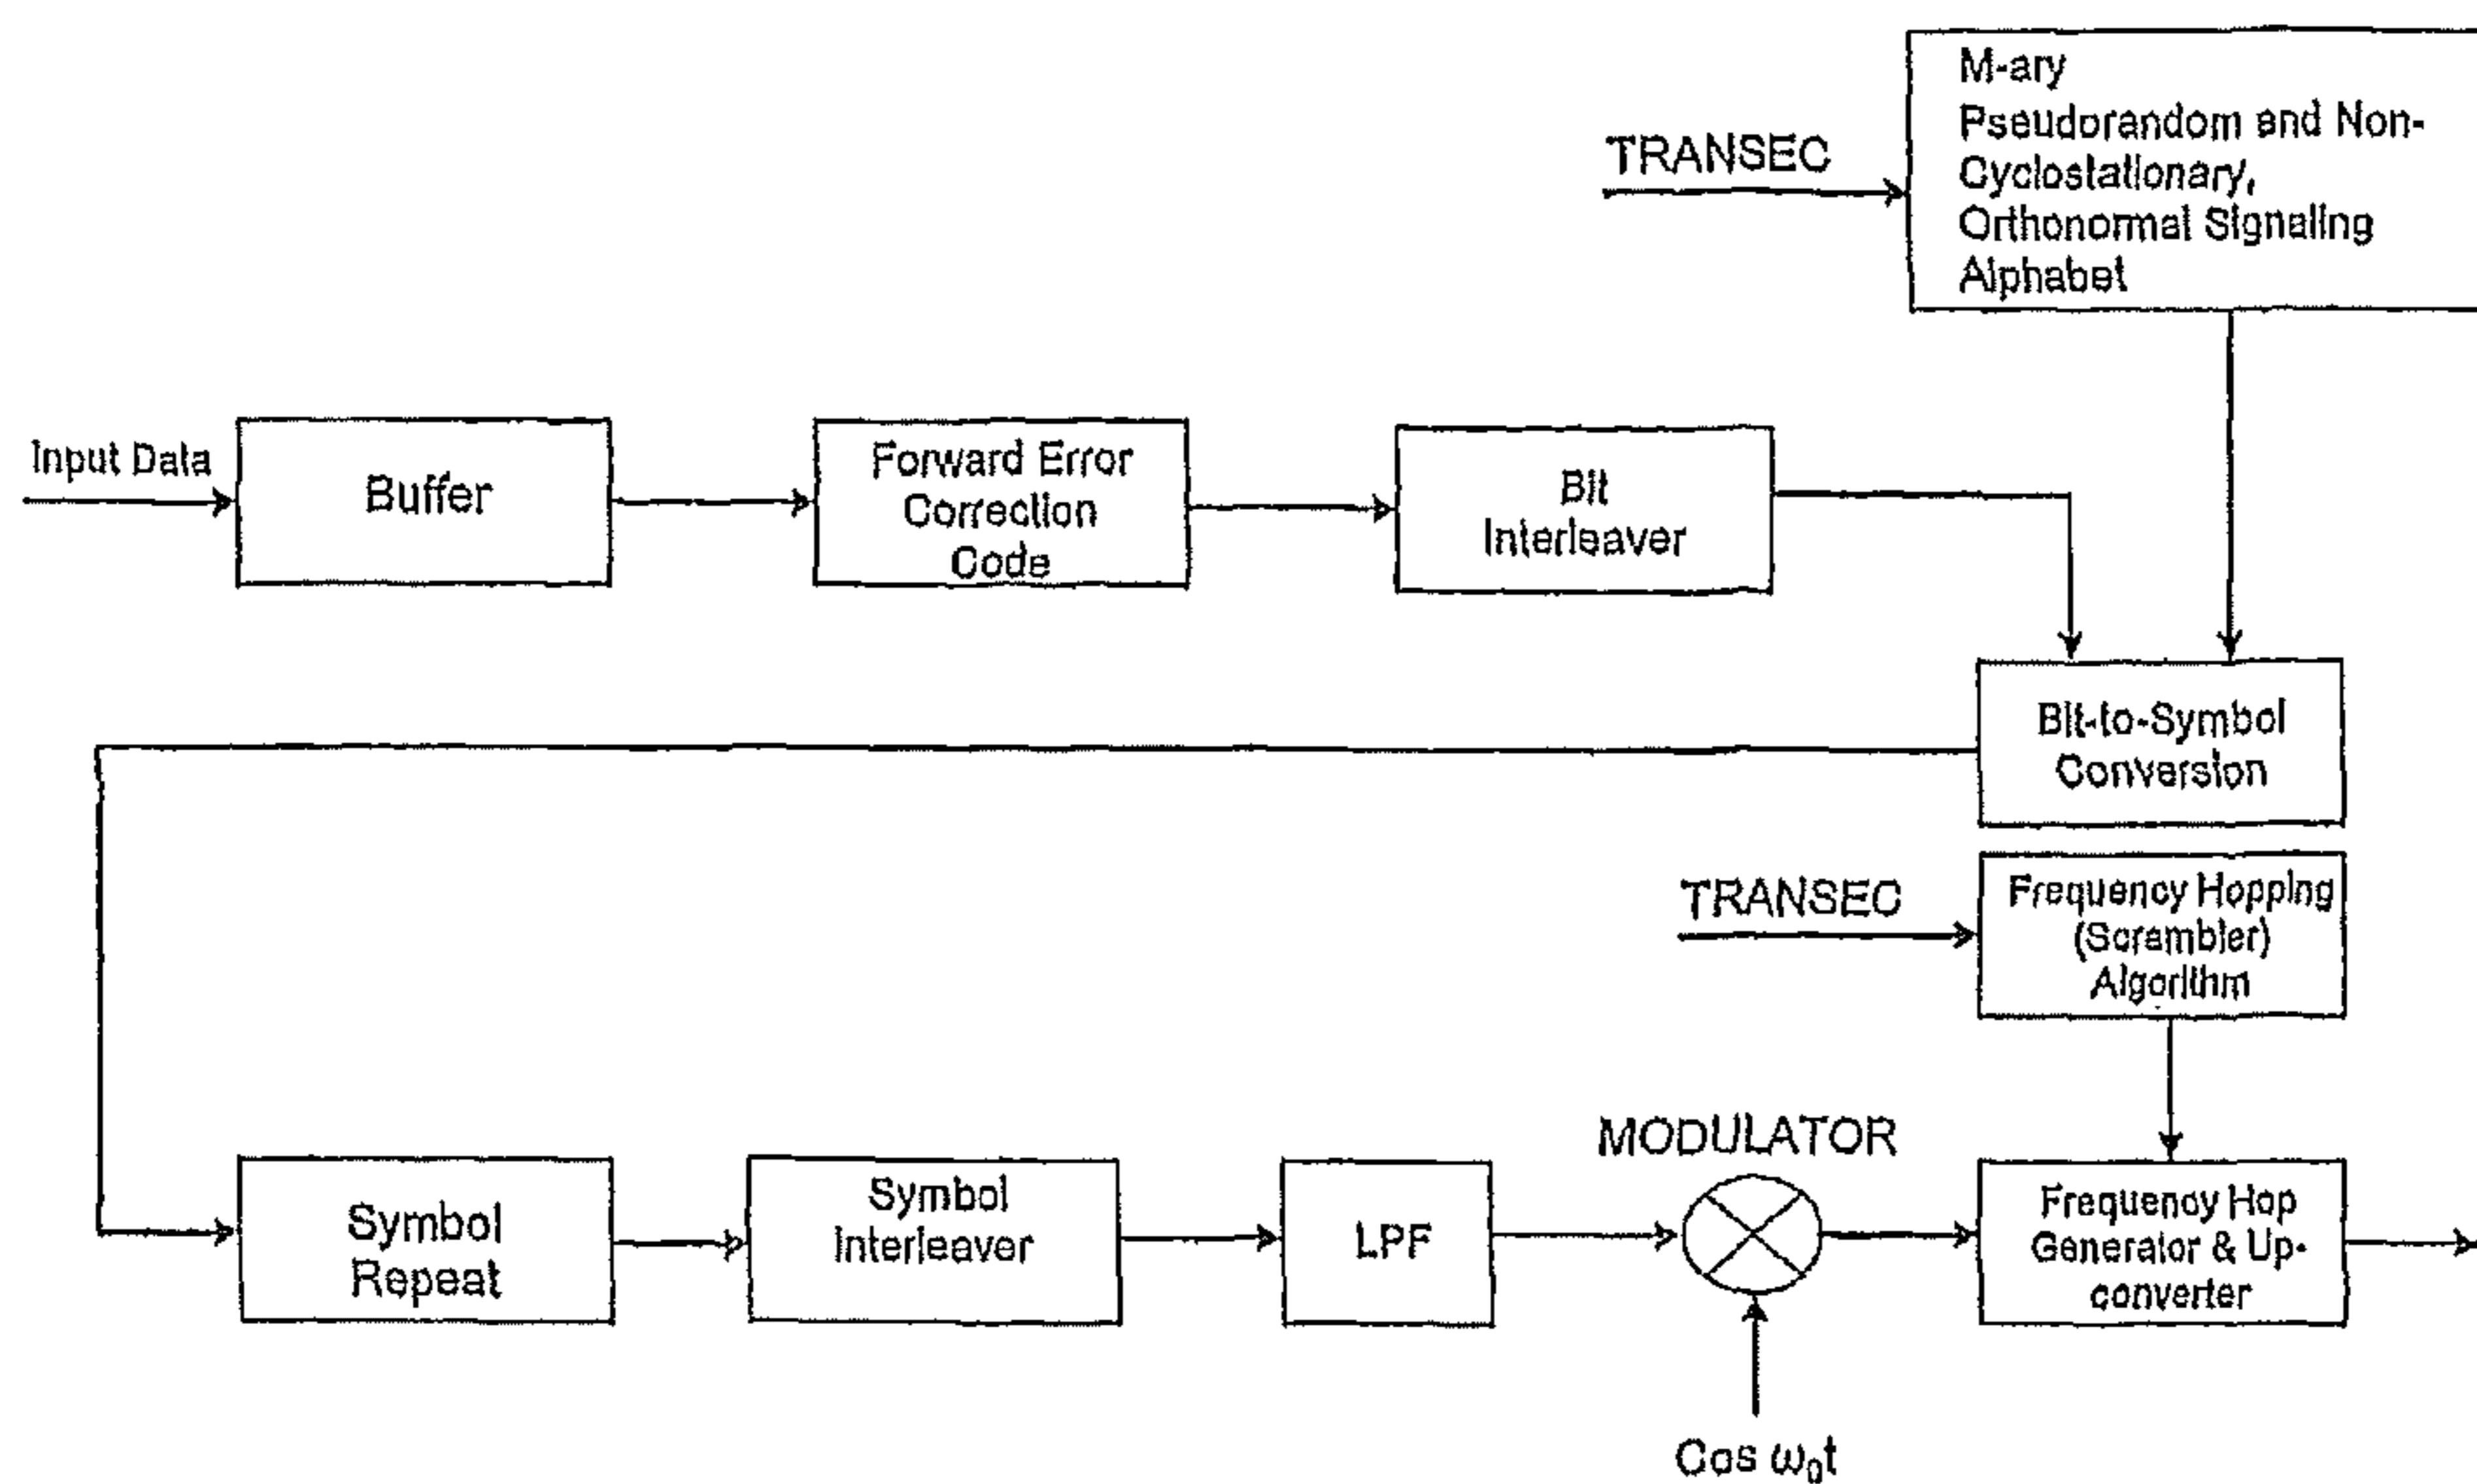 M-ary
Pseudorandom and Non-
Cyclostationary,
Orthonormal Signaling
Alphabet
TRANSEC
Input Data
Buffer
Forward Error
Correction
Code
Bit
Interleaver
Bit-to-Symbol
Conversion
TRANSEC
Frequency Hopping
(Scrambler)
Algorithm
MODULATOR
Symbol
Repeat
Symbol
Interleaver
LPF
Frequency Hop
Generator & Up-
converter
Cos ω₀t